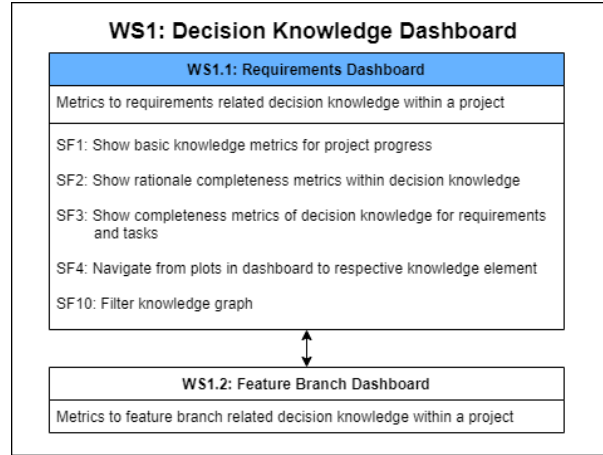 WS1: Decision Knowledge Dashboard
WS1.1: Requirements Dashboard
Metrics to requirements related decision knowledge within a project
SF1: Show basic knowledge metrics for project progress
SF2: Show rationale completeness metrics within decision knowledge
SF3: Show completeness metrics of decision knowledge for requirements
and tasks
SF4: Navigate from plots in dashboard to respective knowledge element
SF10: Filter knowledge graph
WS1.2: Feature Branch Dashboard
Metrics to feature branch related decision knowledge within a project